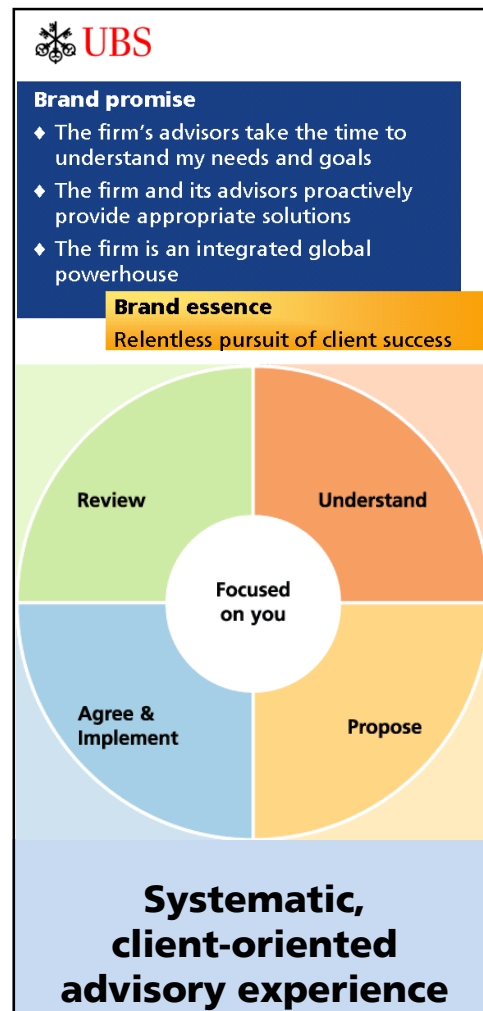 UBS
Brand promise
♦ The firm’s advisors take the time to
understand my needs and goals
♦ The firm and its advisors proactively
provide appropriate solutions
♦ The firm is an integrated global
powerhouse
Brand essence
Relentless pursuit of client success
Review
Understand
Focused
on you
Agree &
Implement
Propose
Systematic,
client-oriented
advisory experience